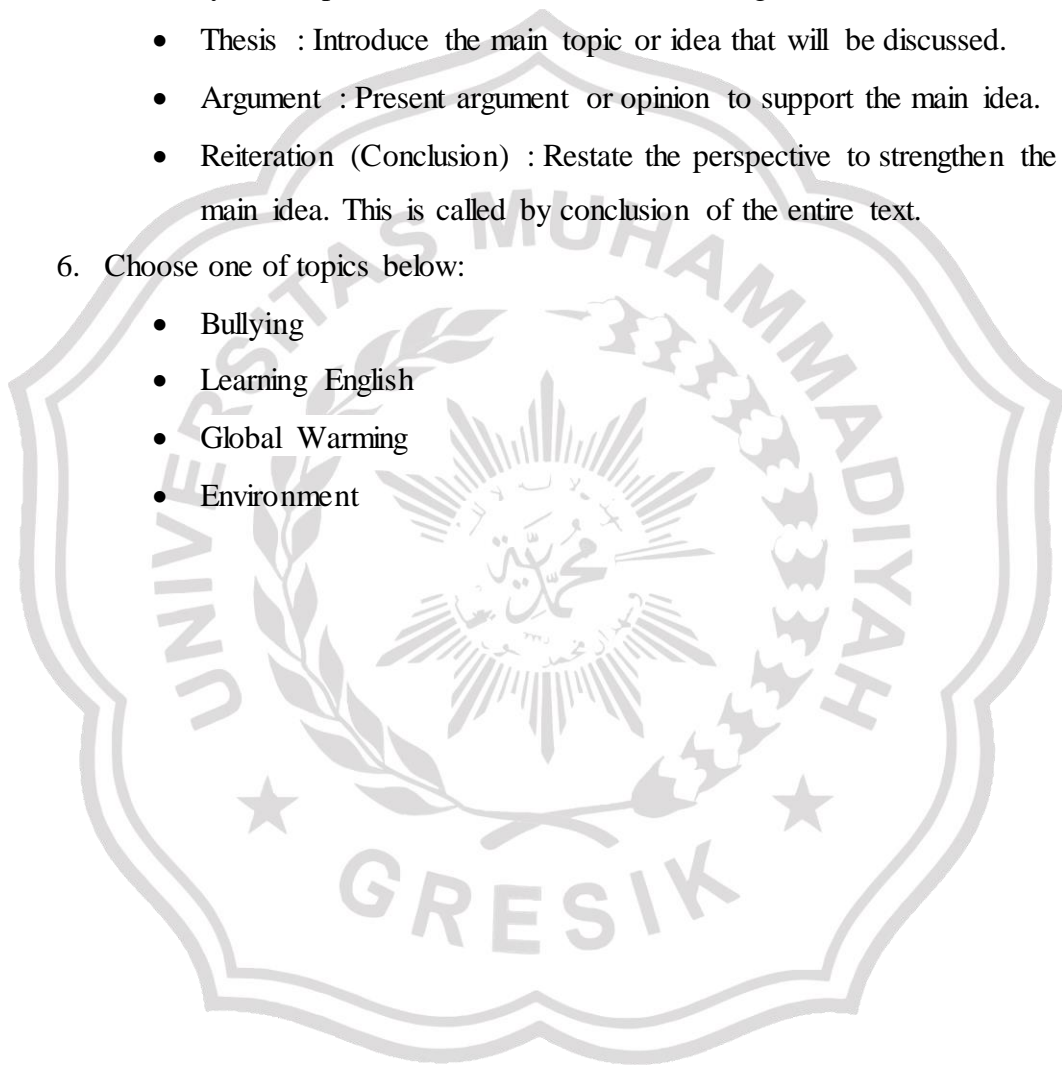 • Thesis : Introduce the main topic or idea that will be discussed.
• Argument : Present argument or opinion to support the main idea.
• Reiteration (Conclusion) : Restate the perspective to strengthen the
main idea. This is called by conclusion of the entire text.
6. Choose one of topics below:
• Bullying
• Learning English
• Global Warming
• Environment
UNIVERSITAS MUHAMMADIYAH
محمدية
GRESIK